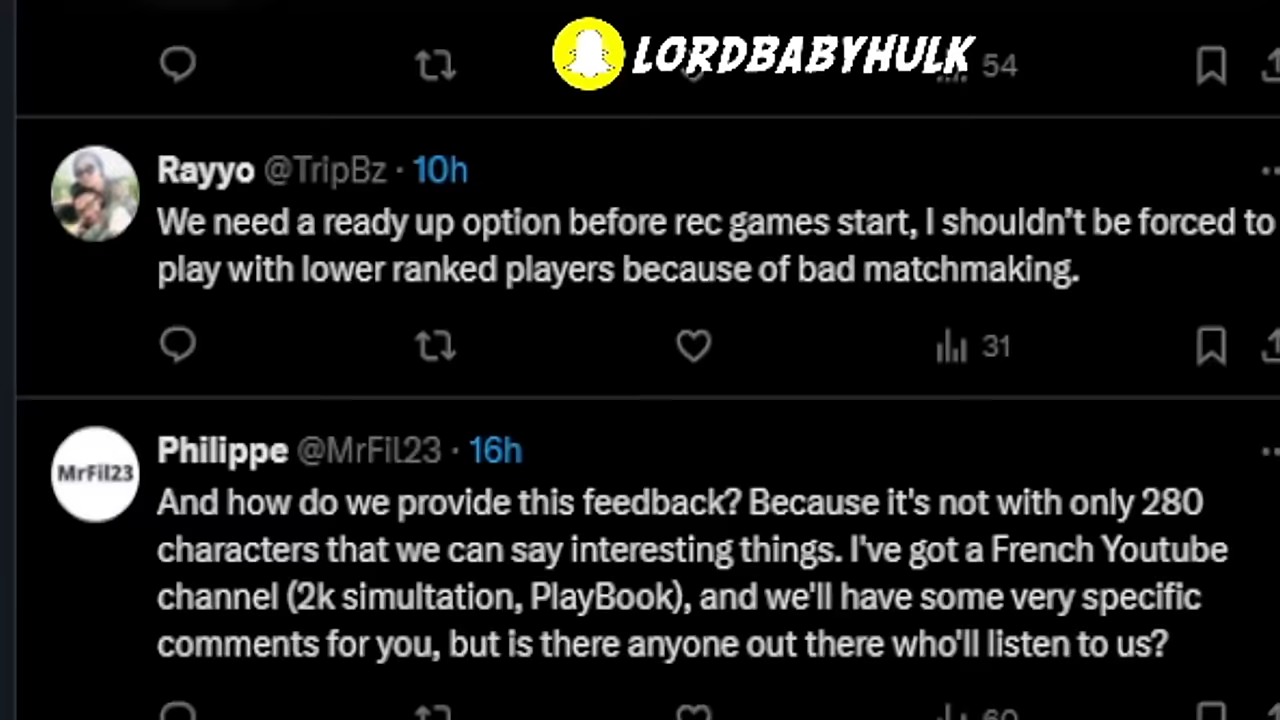 LORDBABYHULK
54
Rayyo @TripBz · 10h
We need a ready up option before rec games start, I shouldn't be forced to
play with lower ranked players because of bad matchmaking.
31
MrFil23
Philippe @MrFil23 · 16h
And how do we provide this feedback? Because it's not with only 280
characters that we can say interesting things. I've got a French Youtube
channel (2k simultation, PlayBook), and we'll have some very specific
comments for you, but is there anyone out there who'll listen to us?
60